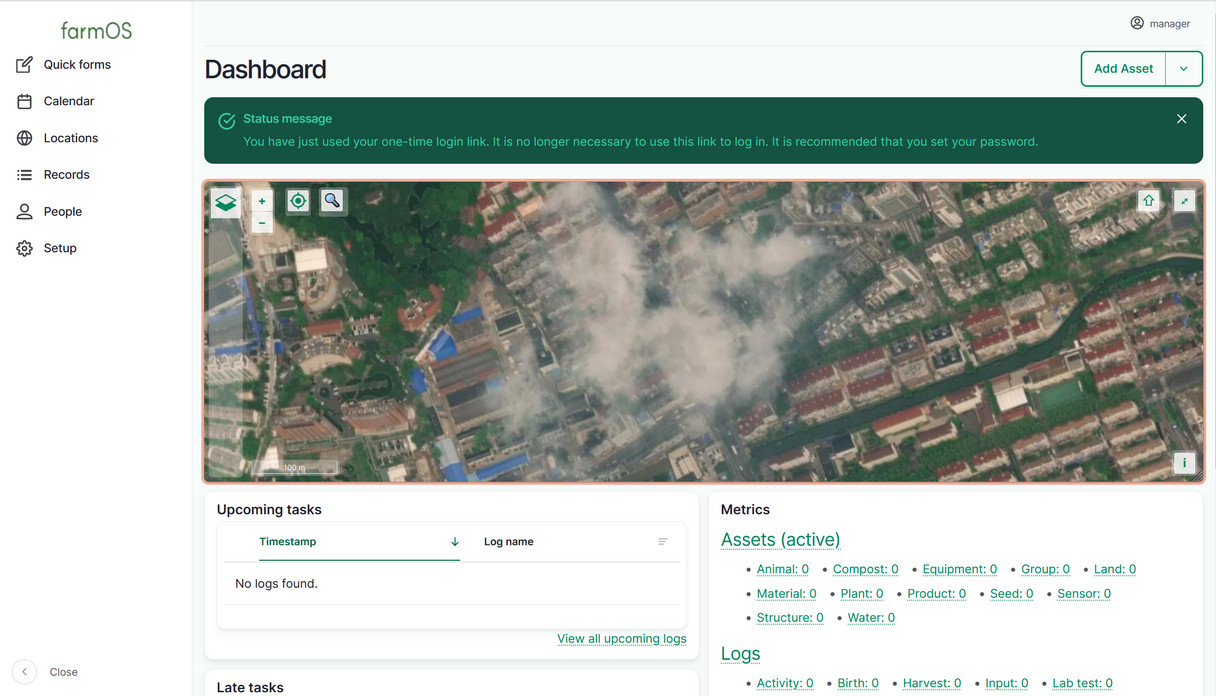 farmOS
manager
Quick forms
Calendar
Locations
Records
People
Setup
Close
Dashboard
Add Asset
Status message
You have just used your one-time login link. It is no longer necessary to use this link to log in. It is recommended that you set your password.
+
−
100 m
i
Upcoming tasks
Timestamp Log name
No logs found.
View all upcoming logs
Late tasks
Metrics
Assets (active)
• Animal: 0 • Compost: 0 • Equipment: 0 • Group: 0 • Land: 0
• Material: 0 • Plant: 0 • Product: 0 • Seed: 0 • Sensor: 0
• Structure: 0 • Water: 0
Logs
• Activity: 0 • Birth: 0 • Harvest: 0 • Input: 0 • Lab test: 0